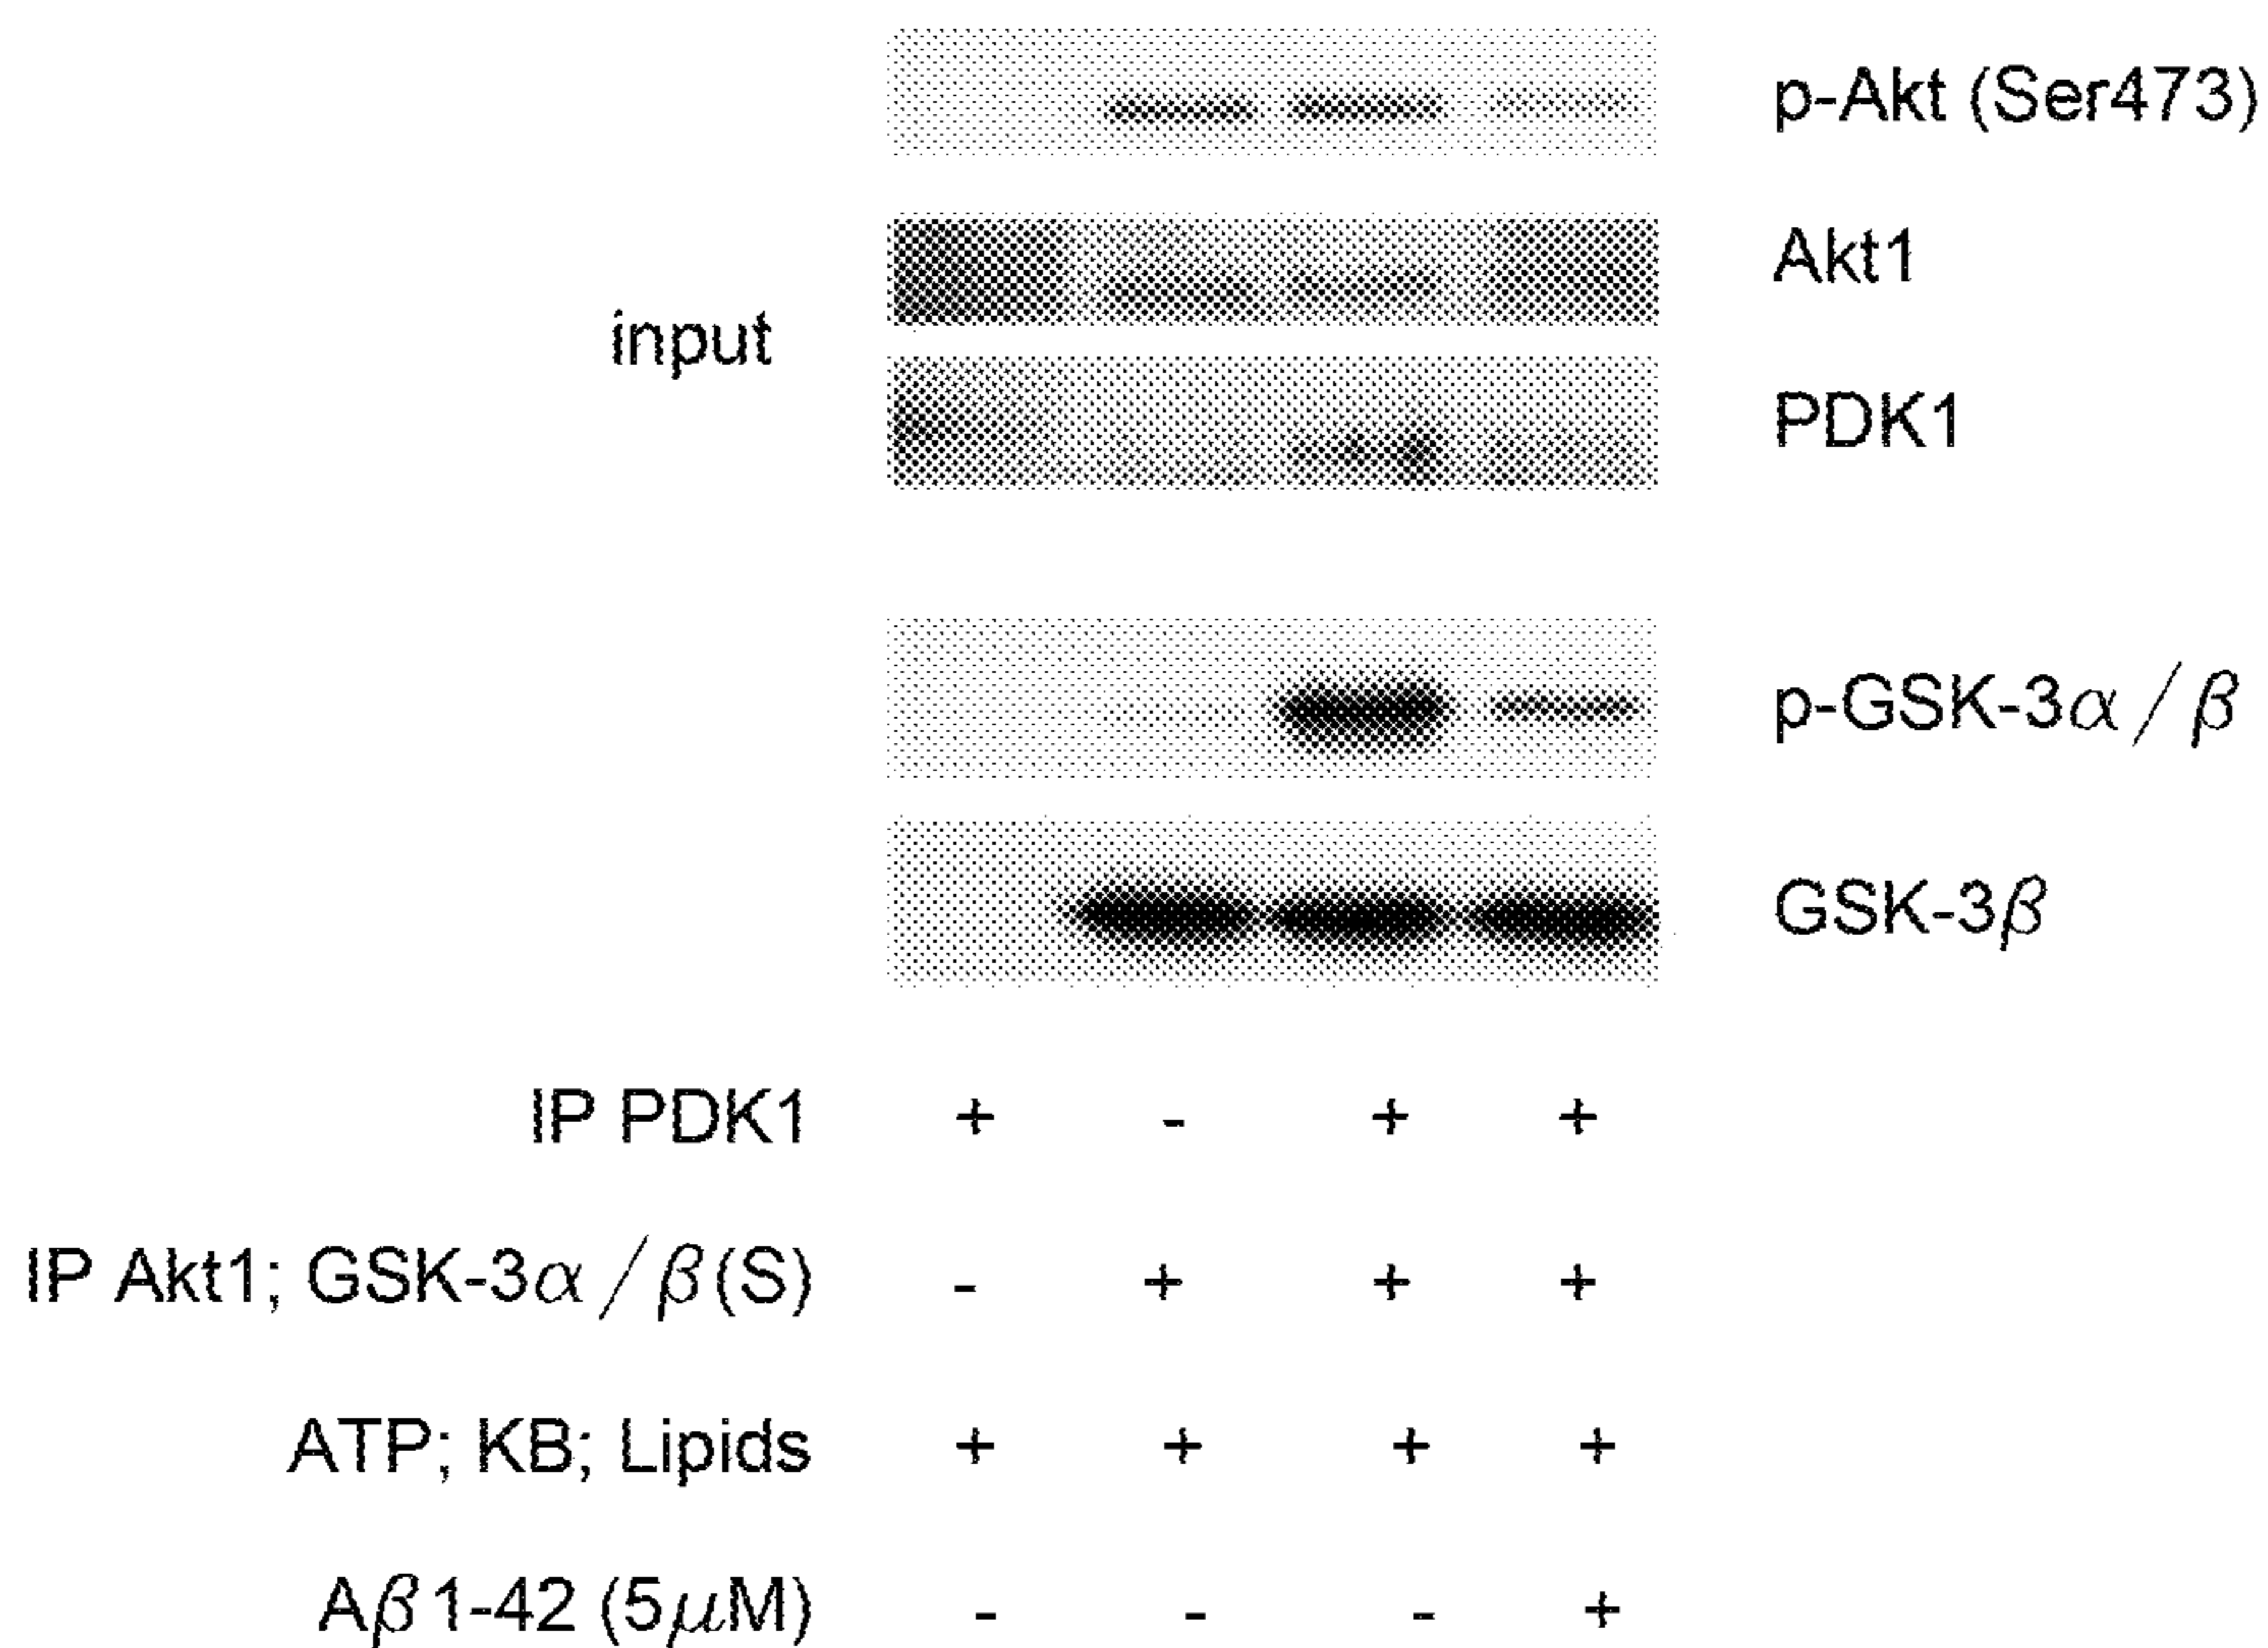 p-Akt (Ser473)
Akt1
input
PDK1
p-GSK-3α/β
GSK-3β
IP PDK1 + - + +
IP Akt1; GSK-3α/β(S) - + + +
ATP; KB; Lipids + + + +
Aβ1-42 (5μM) - - - +